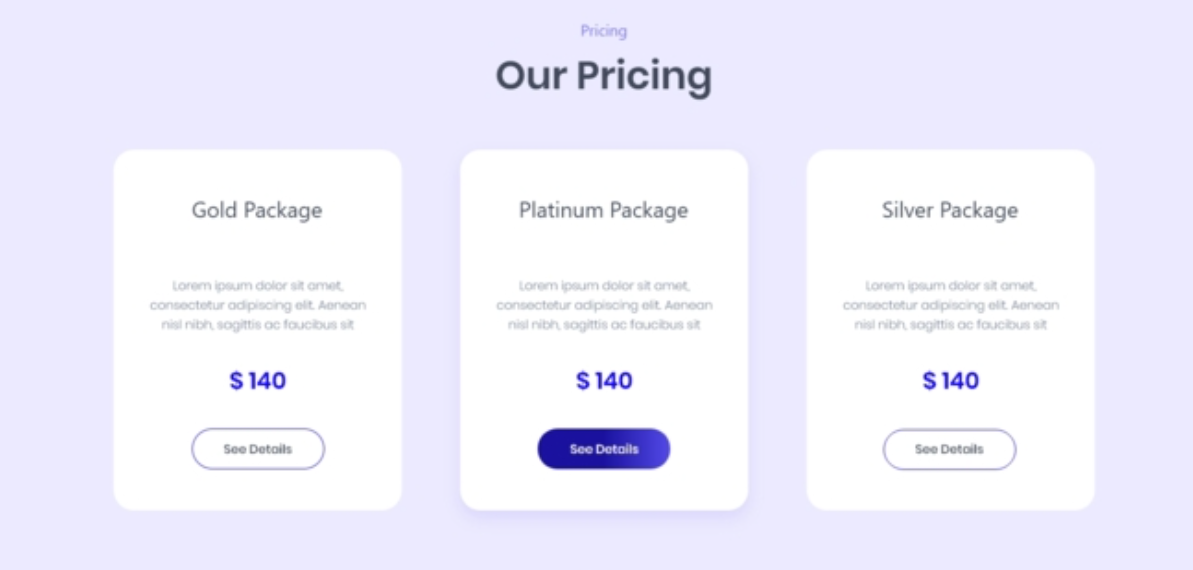 Pricing
Our Pricing
Gold Package
Lorem ipsum dolor sit amet,
consectetur adipiscing elit. Aenean
nisl nibh, sagittis ac faucibus sit
$ 140
See Details
Platinum Package
Lorem ipsum dolor sit amet,
consectetur adipiscing elit. Aenean
nisl nibh, sagittis ac faucibus sit
$ 140
See Details
Silver Package
Lorem ipsum dolor sit amet,
consectetur adipiscing elit. Aenean
nisl nibh, sagittis ac faucibus sit
$ 140
See Details